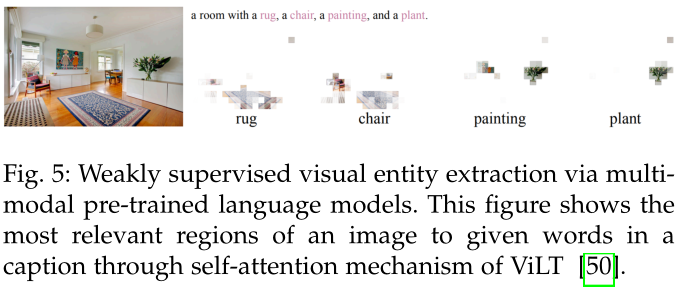 a room with a rug, a chair, a painting, and a plant.
rug chair painting plant
Fig. 5: Weakly supervised visual entity extraction via multi-
modal pre-trained language models. This figure shows the
most relevant regions of an image to given words in a
caption through self-attention mechanism of ViLT [50].